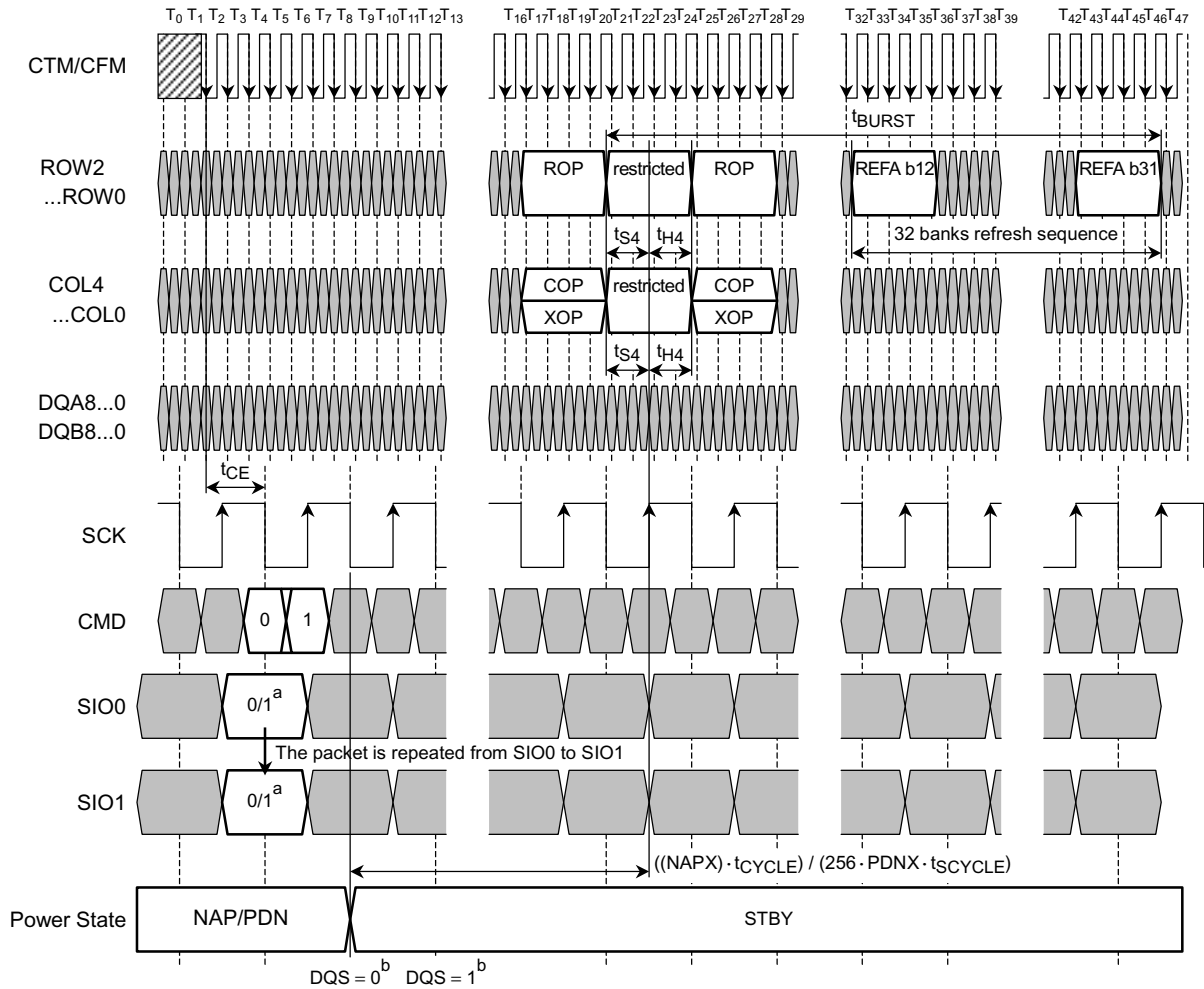 T0 T1 T2 T3 T4 T5 T6 T7 T8 T9 T10 T11 T12 T13 T16 T17 T18 T19 T20 T21 T22 T23 T24 T25 T26 T27 T28 T29 T32 T33 T34 T35 T36 T37 T38 T39 T42 T43 T44 T45 T46 T47
CTM/CFM
tBURST
ROW2
...ROW0
ROP restricted ROP REFA b12 REFA b31
tS4 tH4
32 banks refresh sequence
COL4
...COL0
COP restricted COP
XOP XOP
tS4 tH4
DQA8...0
DQB8...0
tCE
SCK
CMD 0 1
SIO0 0/1a
The packet is repeated from SIO0 to SIO1
SIO1 0/1a
((NAPX) · tCYCLE) / (256 · PDNX · tSCYCLE)
Power State NAP/PDN STBY
DQS = 0b DQS = 1b